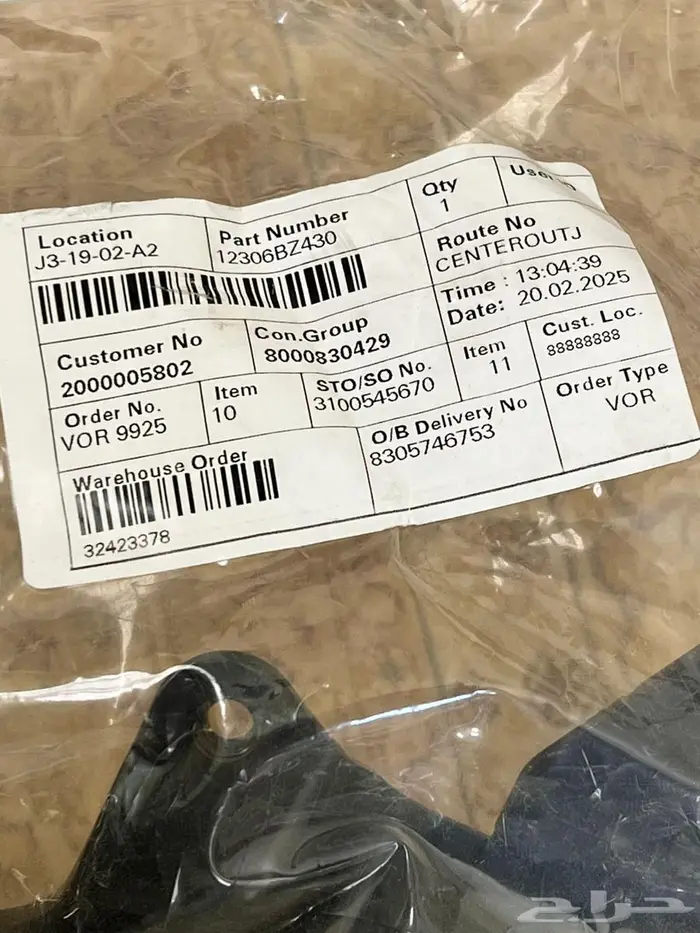 Location
J3-19-02-A2
Part Number
12306BZ430
Qty
1
Route No
CENTEROUTJ
Time : 13:04:39
Date: 20.02.2025
Customer No
2000005802
Con.Group
8000830429
Order No.
VOR 9925
Item
10
STO/SO No.
3100545670
Item
11
Cust. Loc.
88888888
Warehouse Order
32423378
O/B Delivery No
8305746753
Order Type
VOR
حراج